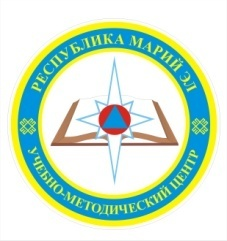 РЕСПУБЛИКА МАРИЙ ЭЛ
УЧЕБНО-МЕТОДИЧЕСКИЙ ЦЕНТР